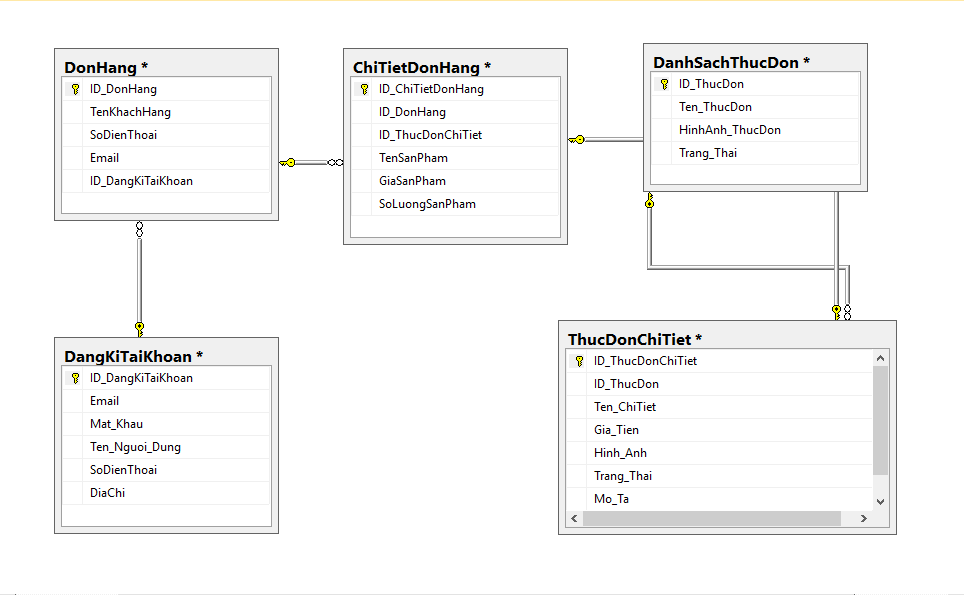 DonHang *
ID_DonHang
TenKhachHang
SoDienThoai
Email
ID_DangKiTaiKhoan
ChiTietDonHang *
ID_ChiTietDonHang
ID_DonHang
ID_ThucDonChiTiet
TenSanPham
GiaSanPham
SoLuongSanPham
DanhSachThucDon *
ID_ThucDon
Ten_ThucDon
HinhAnh_ThucDon
Trang_Thai
DangKiTaiKhoan *
ID_DangKiTaiKhoan
Email
Mat_Khau
Ten_Nguoi_Dung
SoDienThoai
DiaChi
ThucDonChiTiet *
ID_ThucDonChiTiet
ID_ThucDon
Ten_ChiTiet
Gia_Tien
Hinh_Anh
Trang_Thai
Mo_Ta